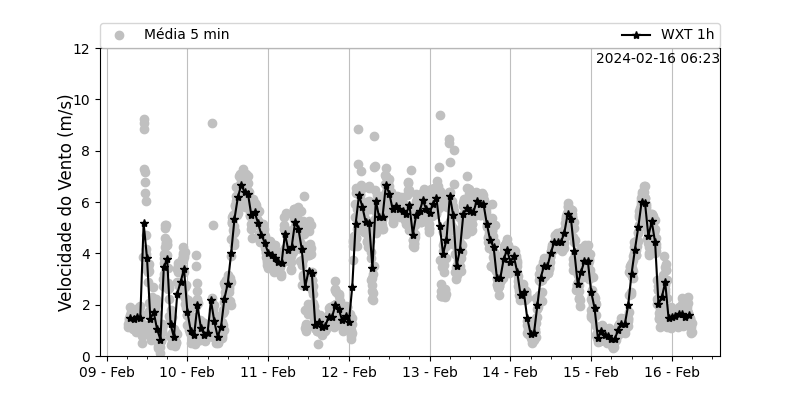 Média 5 min
WXT 1h
2024-02-16 06:23
Velocidade do Vento (m/s)
12
10
8
6
4
2
0
09 - Feb
10 - Feb
11 - Feb
12 - Feb
13 - Feb
14 - Feb
15 - Feb
16 - Feb